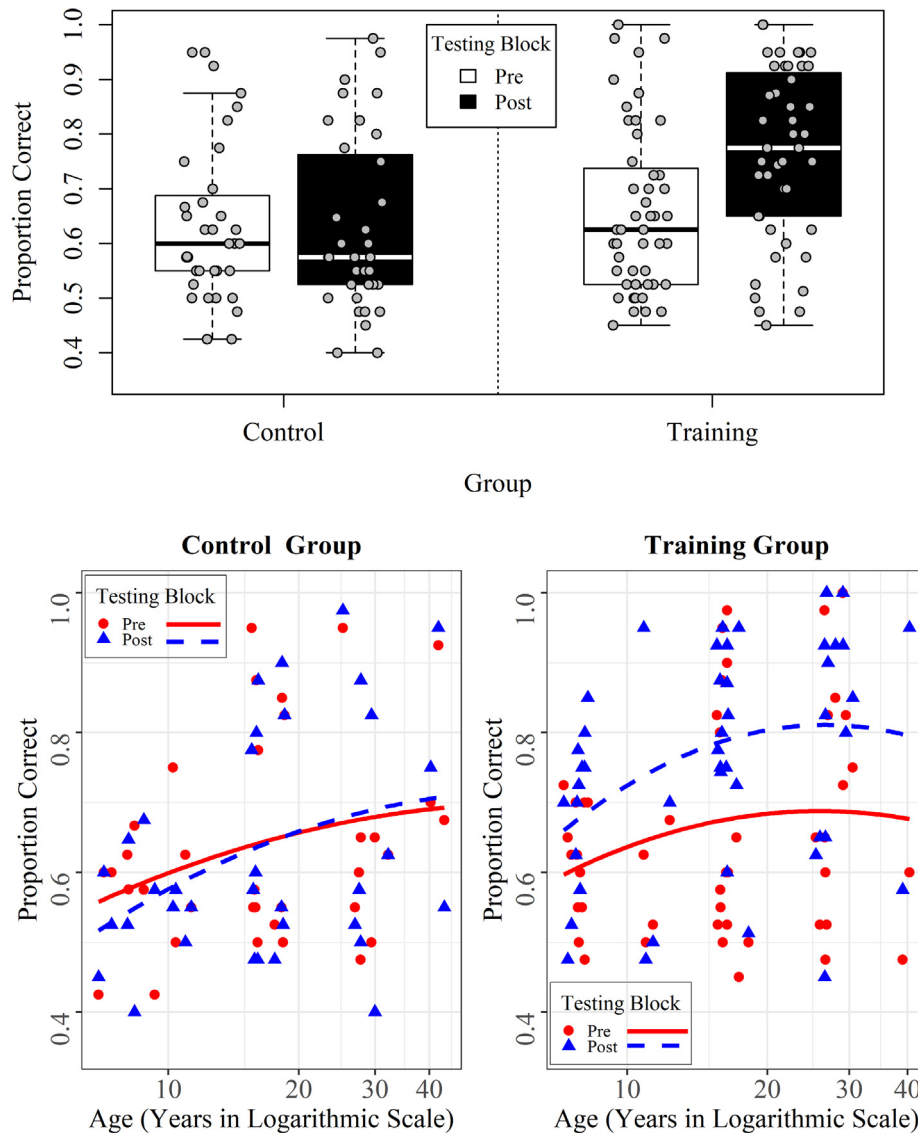 Proportion Correct
1.0
0.9
0.8
0.7
0.6
0.5
0.4
Testing Block
Pre
Post
Control
Training
Group
Control Group
Proportion Correct
1.0
0.8
0.6
0.4
Testing Block
Pre
Post
10
20
30
40
Age (Years in Logarithmic Scale)
Training Group
Proportion Correct
1.0
0.8
0.6
0.4
Testing Block
Pre
Post
10
20
30
40
Age (Years in Logarithmic Scale)